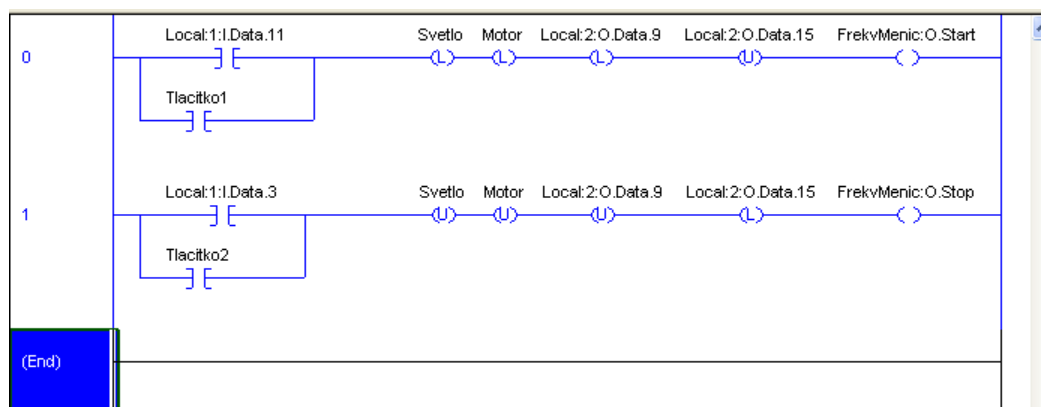 Local:1:I.Data.11 Svetlo Motor Local:2:O.Data.9 Local:2:O.Data.15 FrekvMenic:O.Start
0 L L L U
Tlacitko1
Local:1:I.Data.3 Svetlo Motor Local:2:O.Data.9 Local:2:O.Data.15 FrekvMenic:O.Stop
1 U U U L
Tlacitko2
(End)